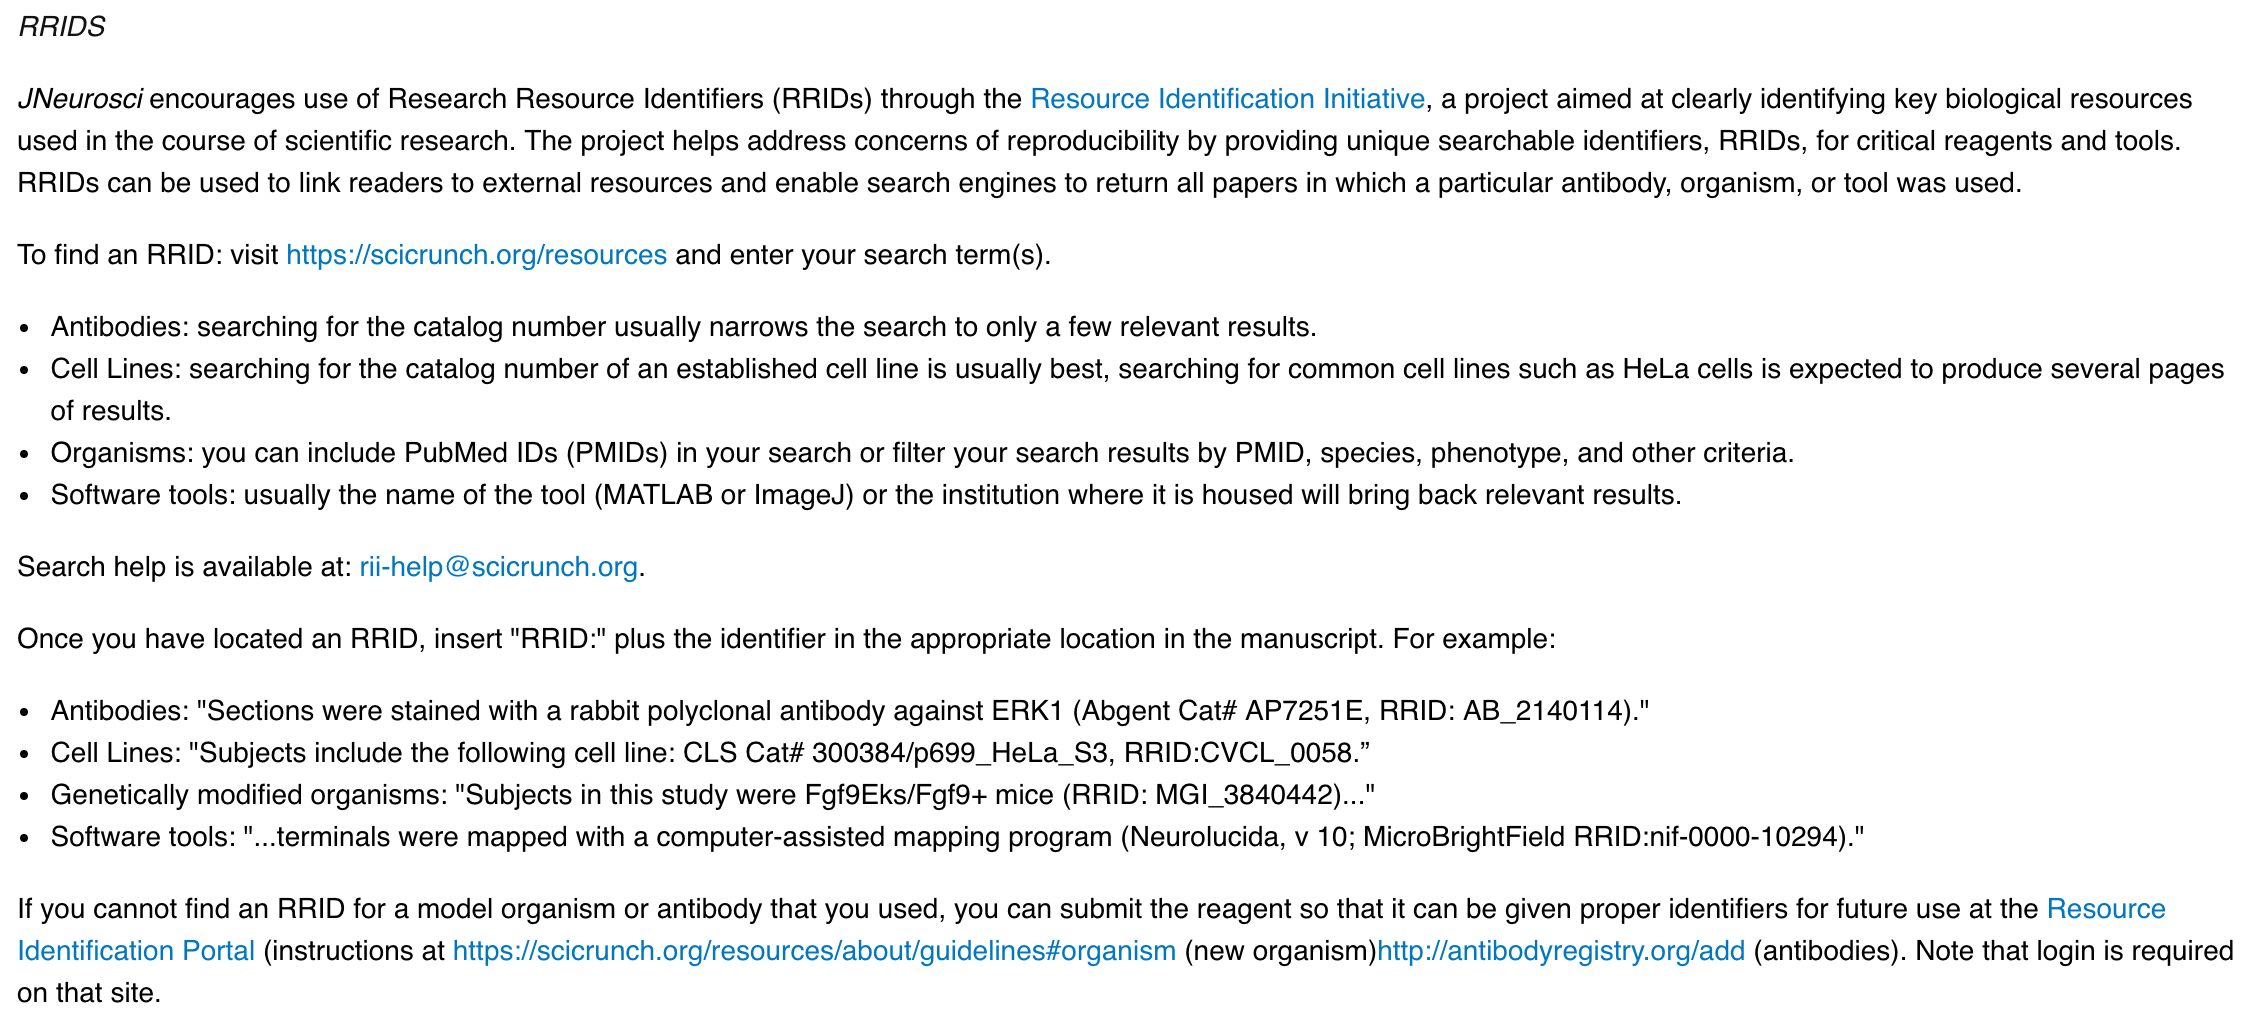 RRIDS
JNeurosci encourages use of Research Resource Identifiers (RRIDs) through the Resource Identification Initiative, a project aimed at clearly identifying key biological resources
used in the course of scientific research. The project helps address concerns of reproducibility by providing unique searchable identifiers, RRIDs, for critical reagents and tools.
RRIDs can be used to link readers to external resources and enable search engines to return all papers in which a particular antibody, organism, or tool was used.
To find an RRID: visit https://scicrunch.org/resources and enter your search term(s).
• Antibodies: searching for the catalog number usually narrows the search to only a few relevant results.
• Cell Lines: searching for the catalog number of an established cell line is usually best, searching for common cell lines such as HeLa cells is expected to produce several pages
of results.
• Organisms: you can include PubMed IDs (PMIDs) in your search or filter your search results by PMID, species, phenotype, and other criteria.
• Software tools: usually the name of the tool (MATLAB or ImageJ) or the institution where it is housed will bring back relevant results.
Search help is available at: rii-help@scicrunch.org.
Once you have located an RRID, insert "RRID:" plus the identifier in the appropriate location in the manuscript. For example:
• Antibodies: "Sections were stained with a rabbit polyclonal antibody against ERK1 (Abgent Cat# AP7251E, RRID: AB_2140114)."
• Cell Lines: "Subjects include the following cell line: CLS Cat# 300384/p699_HeLa_S3, RRID:CVCL_0058.”
• Genetically modified organisms: "Subjects in this study were Fgf9Eks/Fgf9+ mice (RRID: MGI_3840442)..."
• Software tools: "...terminals were mapped with a computer-assisted mapping program (Neurolucida, v 10; MicroBrightField RRID:nif-0000-10294)."
If you cannot find an RRID for a model organism or antibody that you used, you can submit the reagent so that it can be given proper identifiers for future use at the Resource
Identification Portal (instructions at https://scicrunch.org/resources/about/guidelines#organism (new organism)http://antibodyregistry.org/add (antibodies). Note that login is required
on that site.